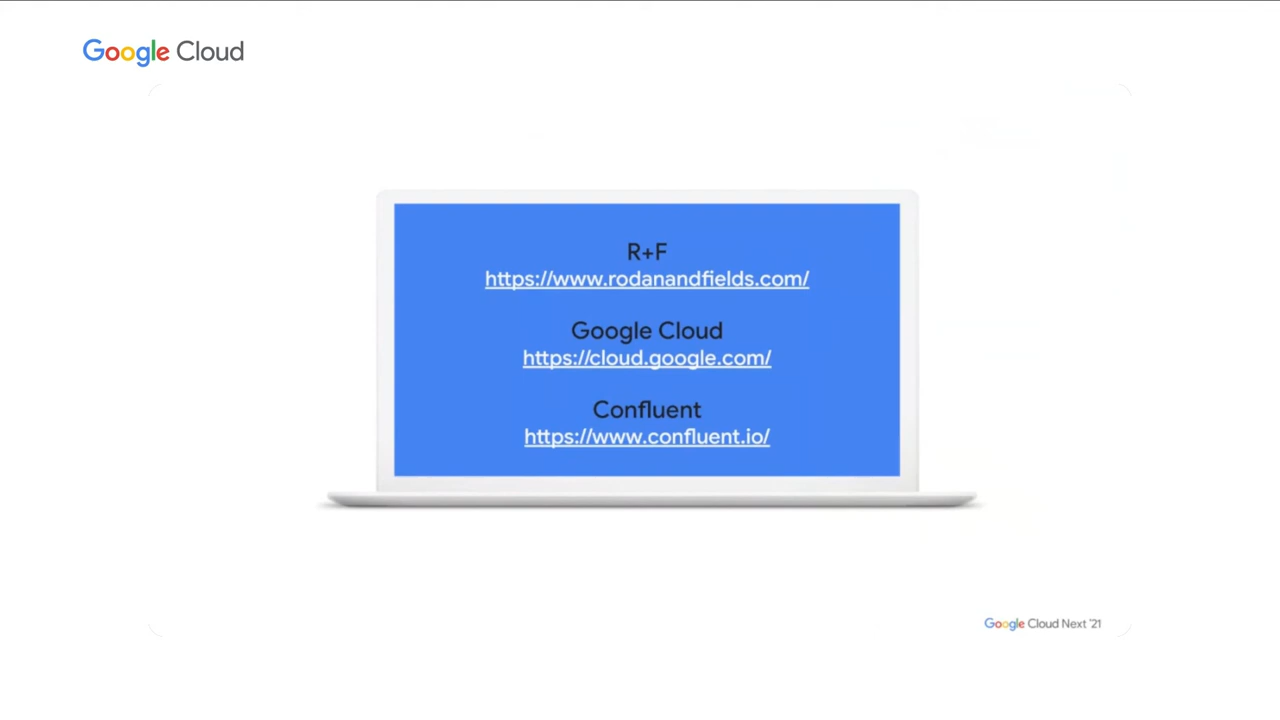 Google Cloud
R+F
https://www.rodanandfields.com/
Google Cloud
https://cloud.google.com/
Confluent
https://www.confluent.io/
Google Cloud Next '21